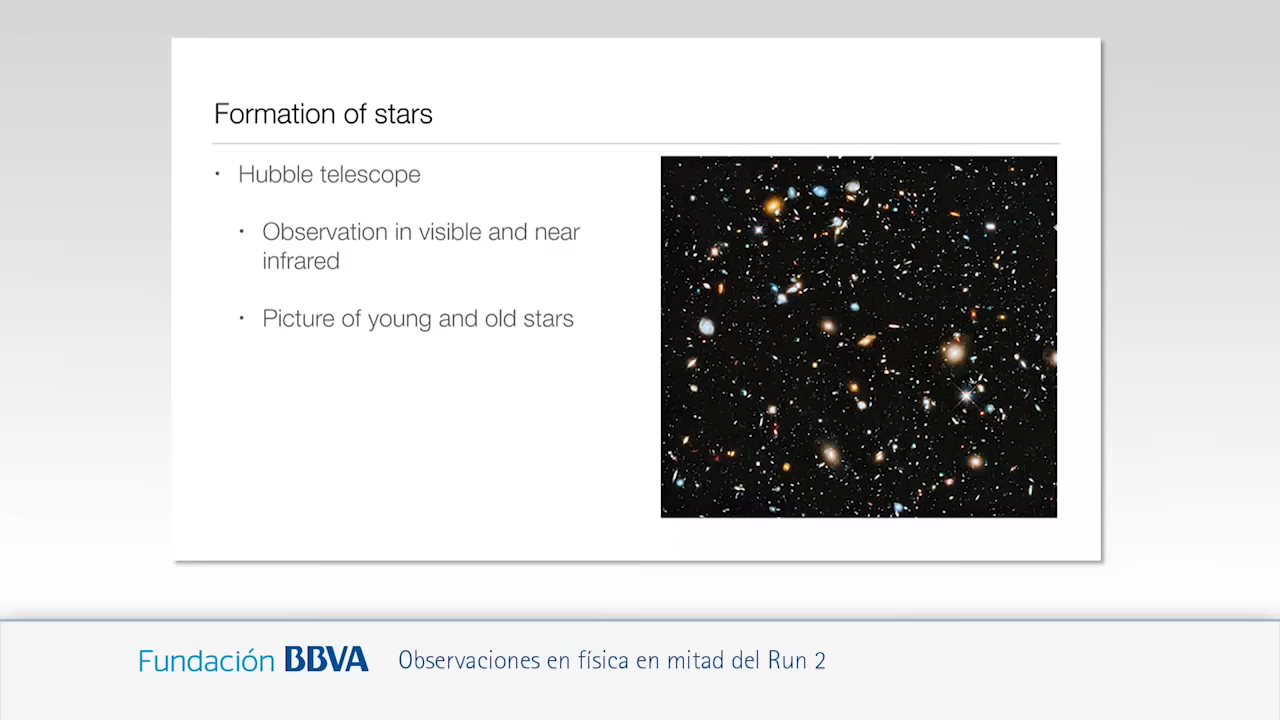 Formation of stars
• Hubble telescope
• Observation in visible and near
infrared
• Picture of young and old stars
Fundación BBVA Observaciones en física en mitad del Run 2